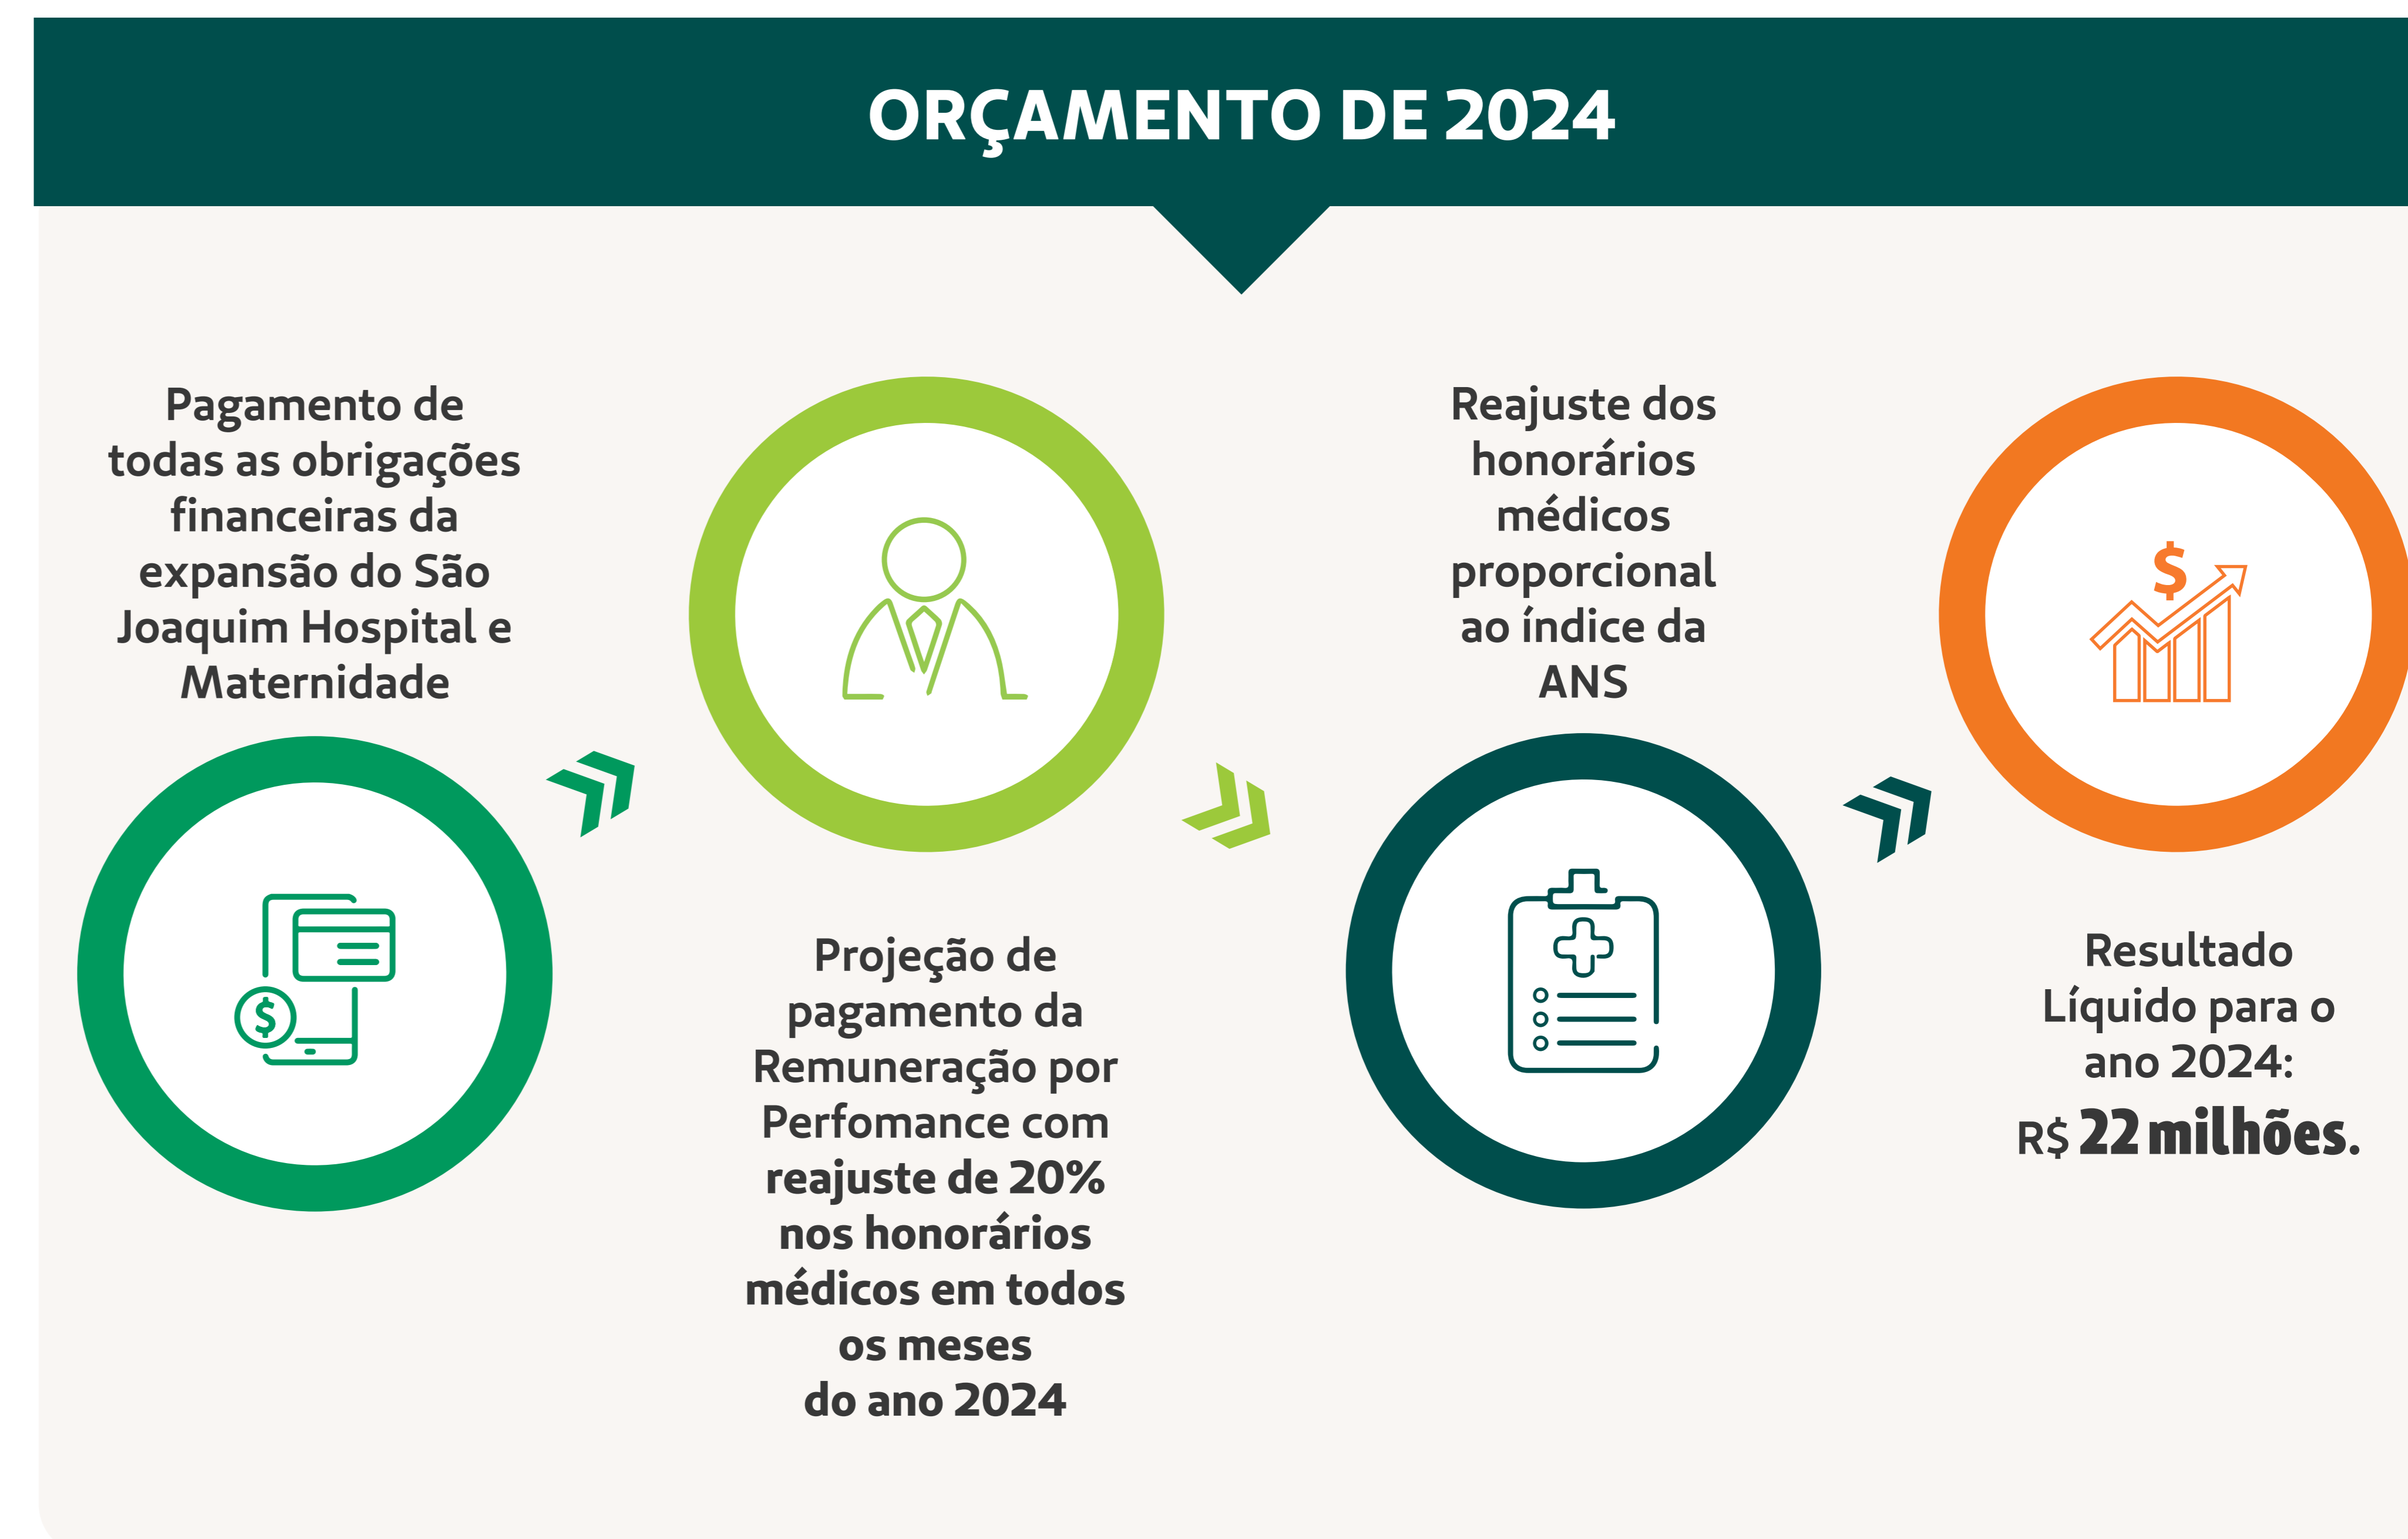 ORÇAMENTO DE 2024
Pagamento de
todas as obrigações
financeiras da
expansão do São
Joaquim Hospital e
Maternidade
$
Projeção de
pagamento da
Remuneração por
Perfomance com
reajuste de 20%
nos honorários
médicos em todos
os meses
do ano 2024
Reajuste dos
honorários
médicos
proporcional
ao índice da
ANS
$
Resultado
Líquido para o
ano 2024:
R$ 22 milhões.